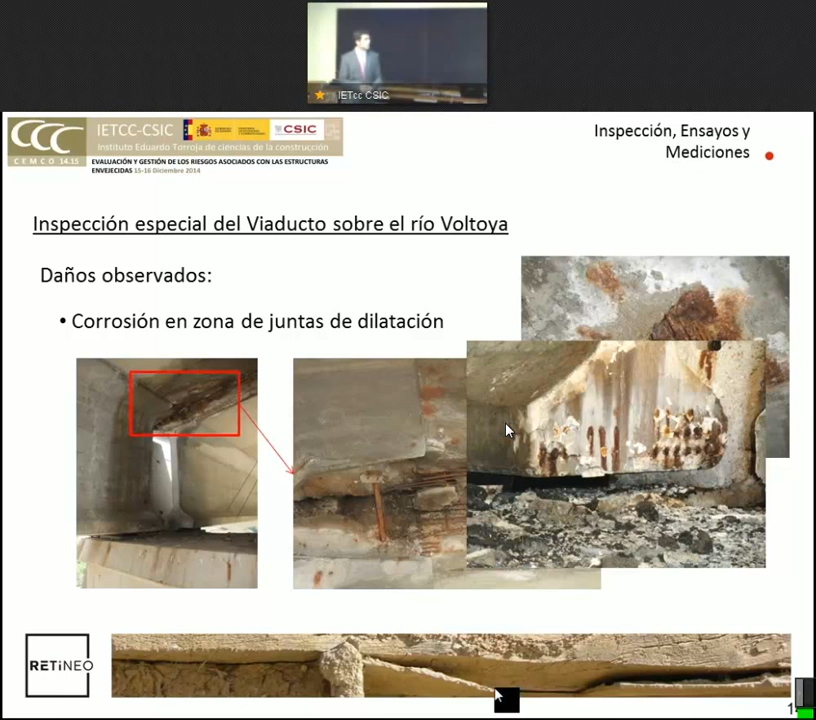 IETcc CSIC
CCC
CEMCO 14.15
IETCC-CSIC
CSIC
Instituto Eduardo Torroja de ciencias de la construcción
EVALUACIÓN Y GESTIÓN DE LOS RIESGOS ASOCIADOS CON LAS ESTRUCTURAS
ENVEJECIDAS 15-16 Diciembre 2014
Inspección, Ensayos y
Mediciones
Inspección especial del Viaducto sobre el río Voltoya
Daños observados:
• Corrosión en zona de juntas de dilatación
RETINEO